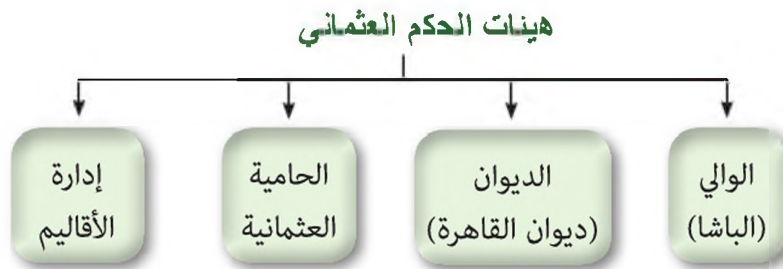 هيئات الحكم العثماني
الوالي
(الباشا)
الديوان
(ديوان القاهرة)
الحامية
العثمانية
إدارة
الأقاليم